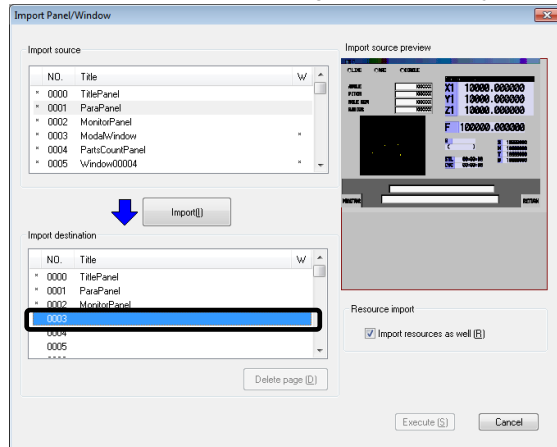 Import Panel/Window
Import source
NO. Title W
* 0000 TitlePanel
* 0001 ParaPanel
* 0002 MonitorPanel
* 0003 ModalWindow *
* 0004 PartsCountPanel
* 0005 Window00004 *
Import(I)
Import destination
NO. Title W
* 0000 TitlePanel
* 0001 ParaPanel
* 0002 MonitorPanel
0003
0004
0005
Delete page (D)
Import source preview
X1 10000.000000
Y1 10000.000000
Z1 10000.000000
F 100000.000000
RETURN
Resource import
Import resources as well (R)
Execute (S)
Cancel